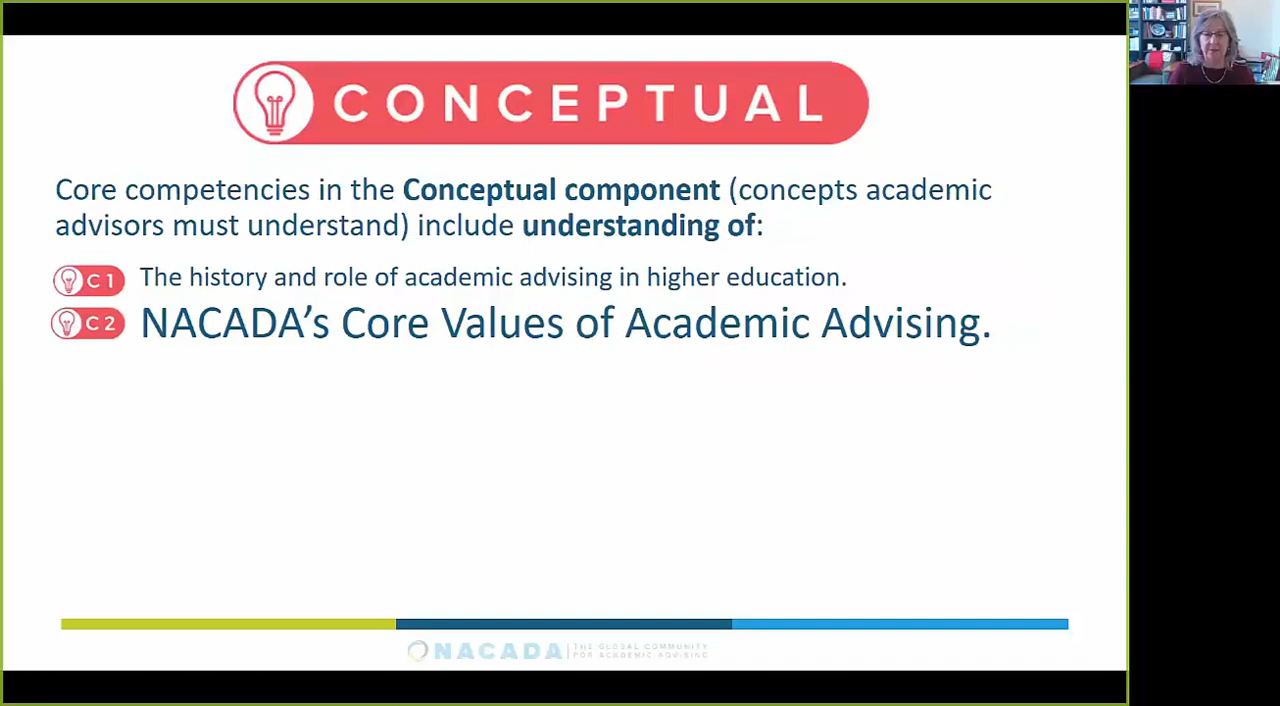 CONCEPTUAL
Core competencies in the Conceptual component (concepts academic
advisors must understand) include understanding of:
C1 The history and role of academic advising in higher education.
C2 NACADA’s Core Values of Academic Advising.
NACADA THE GLOBAL COMMUNITY
FOR ACADEMIC ADVISING